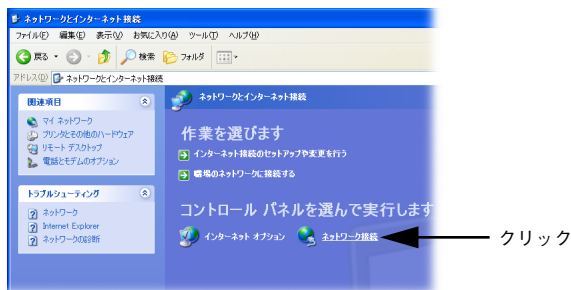 ネットワークとインターネット接続
ファイル(F) 編集(E) 表示(V) お気に入り(A) ツール(T) ヘルプ(H)
戻る 検索 フォルダ
アドレス(D) ネットワークとインターネット接続
関連項目
マイ ネットワーク
プリンタとその他のハードウェア
リモート デスクトップ
電話とモデムのオプション
トラブルシューティング
ネットワーク
Internet Explorer
ネットワークの診断
ネットワークとインターネット接続
作業を選びます
インターネット接続のセットアップや変更を行う
職場のネットワークに接続する
コントロール パネルを選んで実行します
インターネット オプション ネットワーク接続
クリック